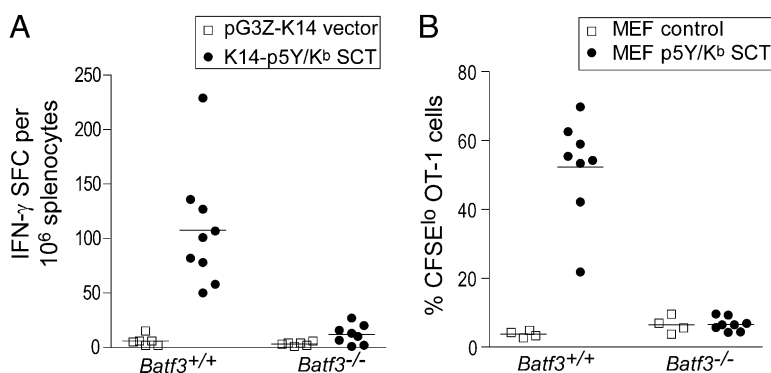 A
pG3Z-K14 vector
K14-p5Y/Kᵇ SCT
IFN-γ SFC per
10⁶ splenocytes
250
200
150
100
50
0
Batf3⁺/⁺
Batf3⁻/⁻
B
MEF control
MEF p5Y/Kᵇ SCT
% CFSEˡᵒ OT-1 cells
80
60
40
20
0
Batf3⁺/⁺
Batf3⁻/⁻